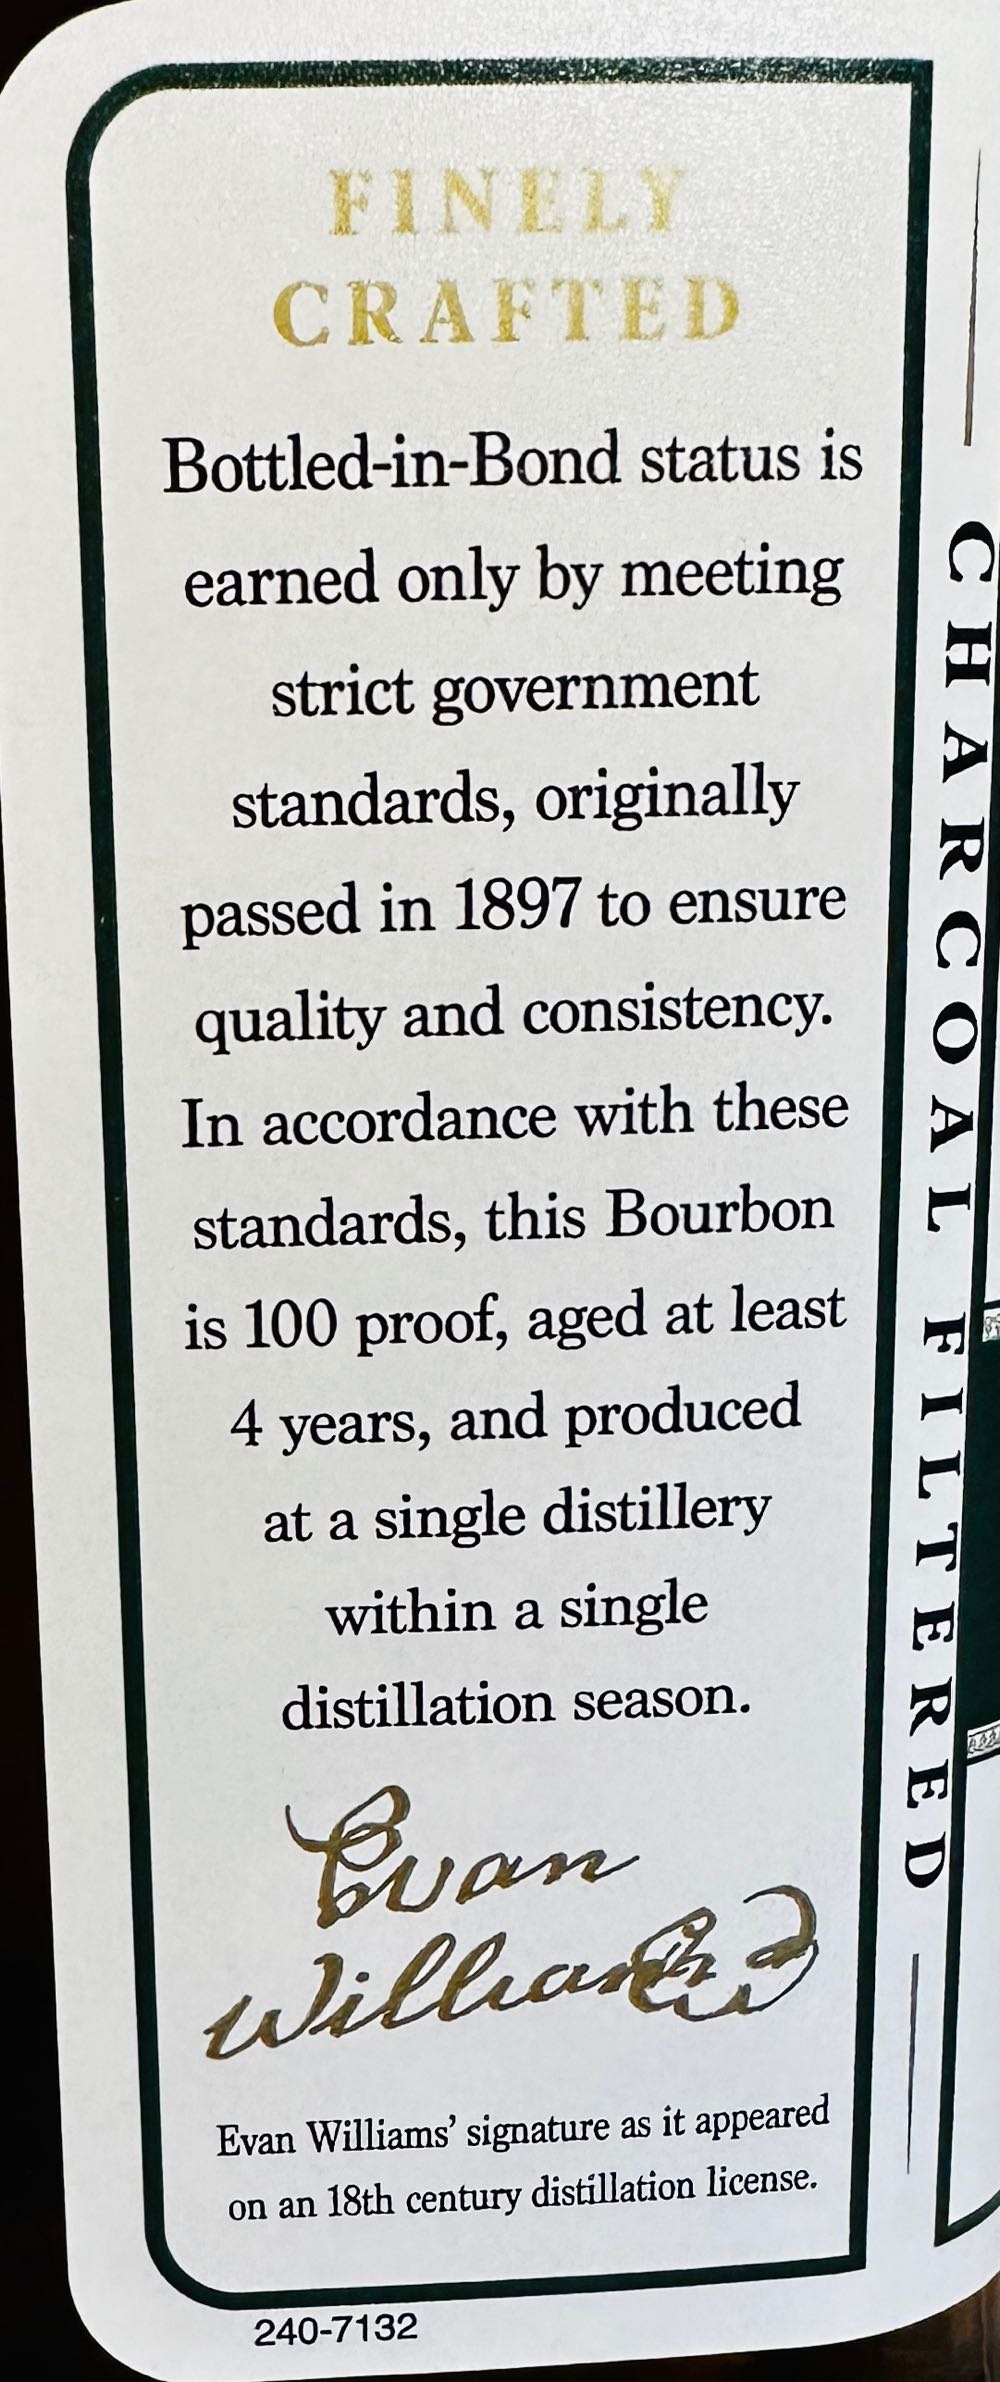 FINELY
CRAFTED
Bottled-in-Bond status is
earned only by meeting
strict government
standards, originally
passed in 1897 to ensure
quality and consistency.
In accordance with these
standards, this Bourbon
is 100 proof, aged at least
4 years, and produced
at a single distillery
within a single
distillation season.
Evan
Williams
Evan Williams' signature as it appeared
on an 18th century distillation license.
240-7132
CHARCOAL FILTERED